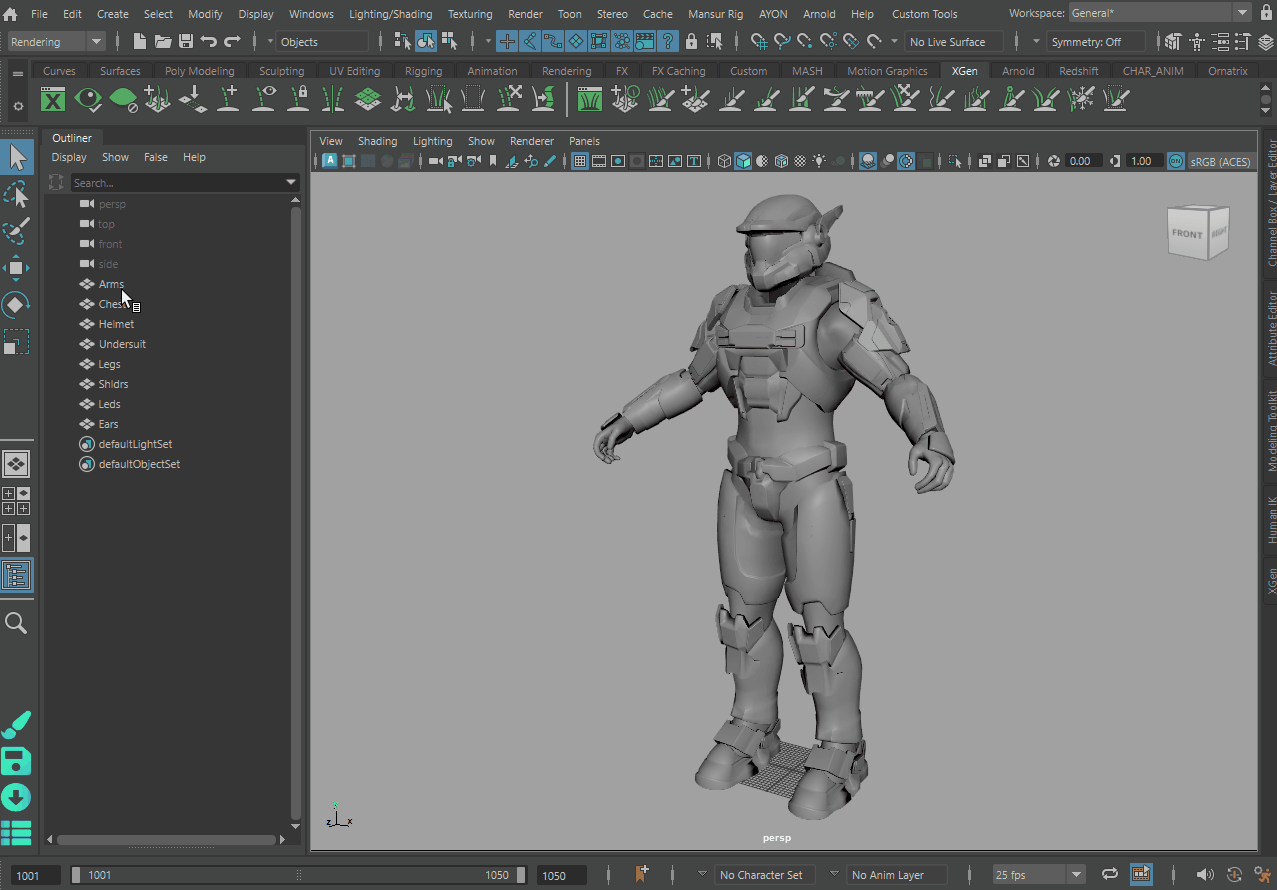 File Edit Create Select Modify Display Windows Lighting/Shading Texturing Render Toon Stereo Cache Mansur Rig AYON Arnold Help Custom Tools Workspace: General*
Rendering Objects No Live Surface Symmetry: Off
Curves Surfaces Poly Modeling Sculpting UV Editing Rigging Animation Rendering FX FX Caching Custom MASH Motion Graphics XGen Arnold Redshift CHAR_ANIM Ornatrix
Outliner
Display Show False Help
Search...
persp
top
front
side
Arms
Chest
Helmet
Undersuit
Legs
Shldrs
Leds
Ears
defaultLightSet
defaultObjectSet
View Shading Lighting Show Renderer Panels
0.00 1.00 ON sRGB (ACES)
FRONT RIGHT
z x
persp
Channel Box / Layer Editor
Attribute Editor
Modeling Toolkit
Human IK
XGen
1001 1001 1050 1050 No Character Set No Anim Layer 25 fps